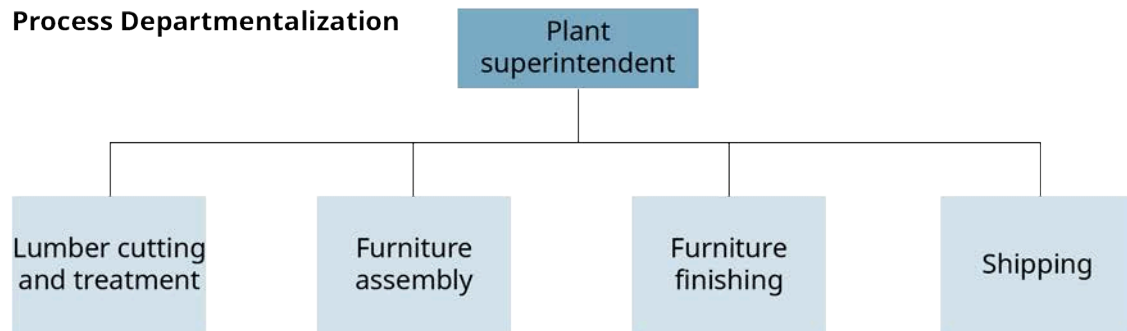 Process Departmentalization
Plant
superintendent
Lumber cutting
and treatment
Furniture
assembly
Furniture
finishing
Shipping